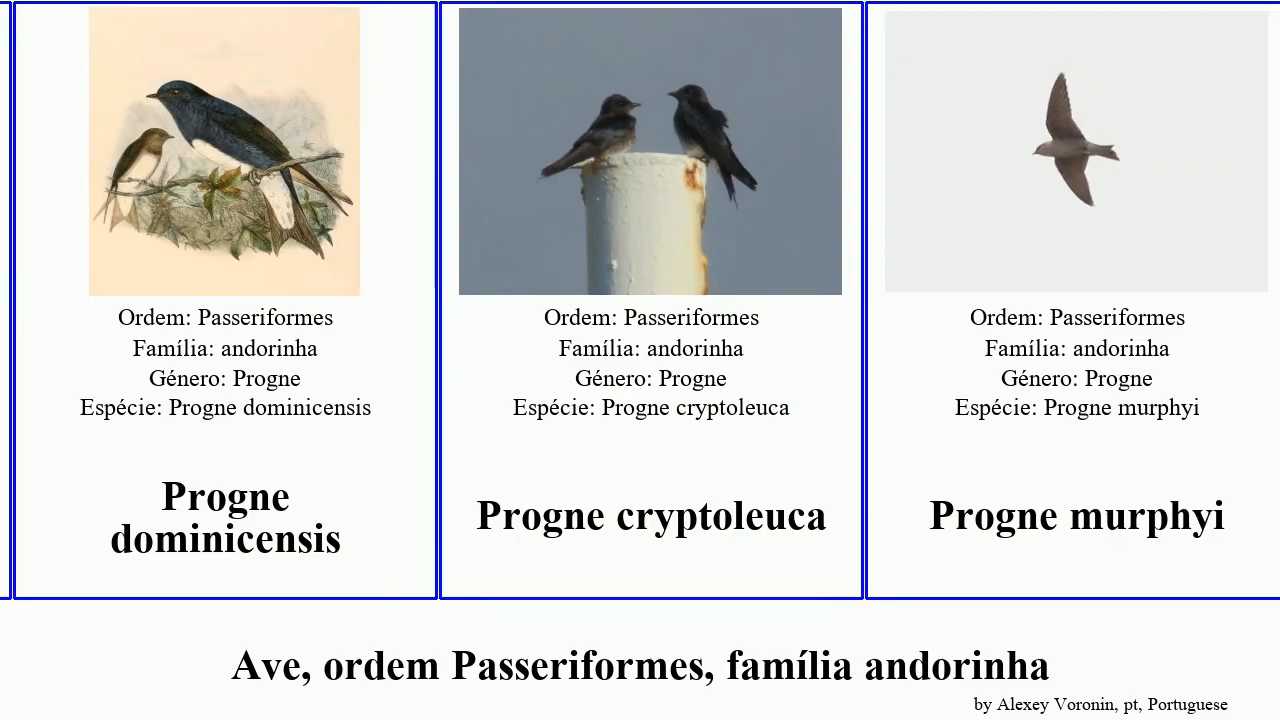 Ordem: Passeriformes
Família: andorinha
Género: Progne
Espécie: Progne dominicensis
Progne
dominicensis
Ordem: Passeriformes
Família: andorinha
Género: Progne
Espécie: Progne cryptoleuca
Progne cryptoleuca
Ordem: Passeriformes
Família: andorinha
Género: Progne
Espécie: Progne murphyi
Progne murphyi
Ave, ordem Passeriformes, família andorinha
by Alexey Voronin, pt, Portuguese